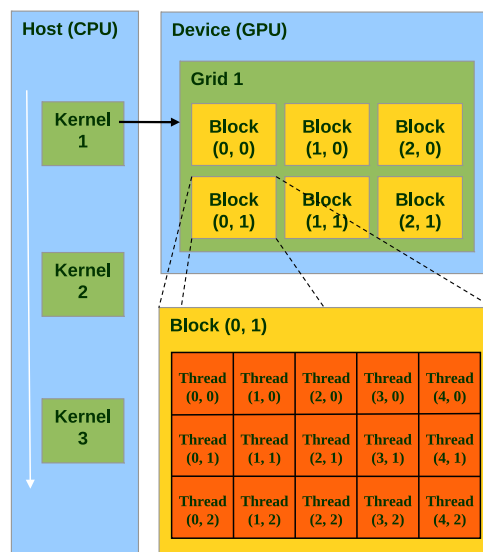 Host (CPU)
Device (GPU)
Grid 1
Kernel
1
Block
(0, 0)
Block
(1, 0)
Block
(2, 0)
Block
(0, 1)
Block
(1, 1)
Block
(2, 1)
Kernel
2
Block (0, 1)
Thread
(0, 0)
Thread
(1, 0)
Thread
(2, 0)
Thread
(3, 0)
Thread
(4, 0)
Kernel
3
Thread
(0, 1)
Thread
(1, 1)
Thread
(2, 1)
Thread
(3, 1)
Thread
(4, 1)
Thread
(0, 2)
Thread
(1, 2)
Thread
(2, 2)
Thread
(3, 2)
Thread
(4, 2)